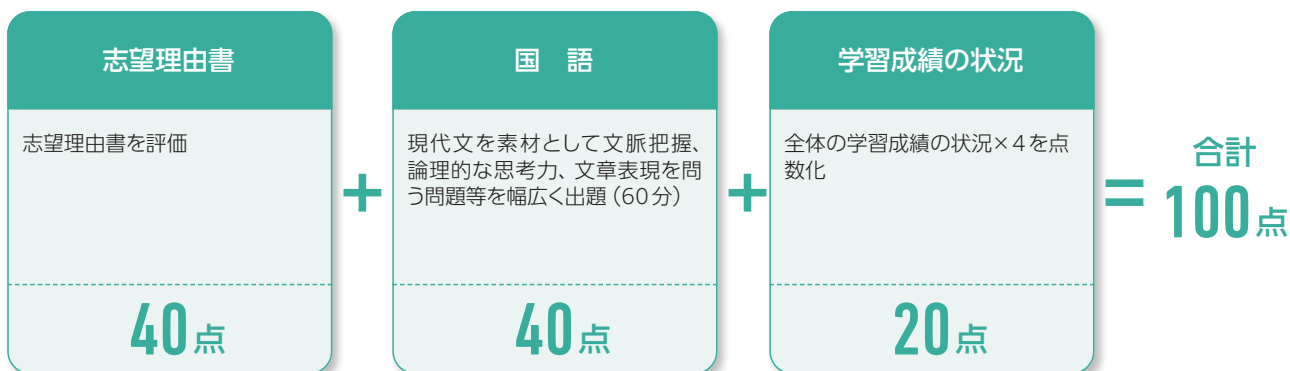 志望理由書
志望理由書を評価
40点
+
国 語
現代文を素材として文脈把握、
論理的な思考力、文章表現を問
う問題等を幅広く出題（60分）
40点
+
学習成績の状況
全体の学習成績の状況×4を点
数化
20点
=
合計
100点